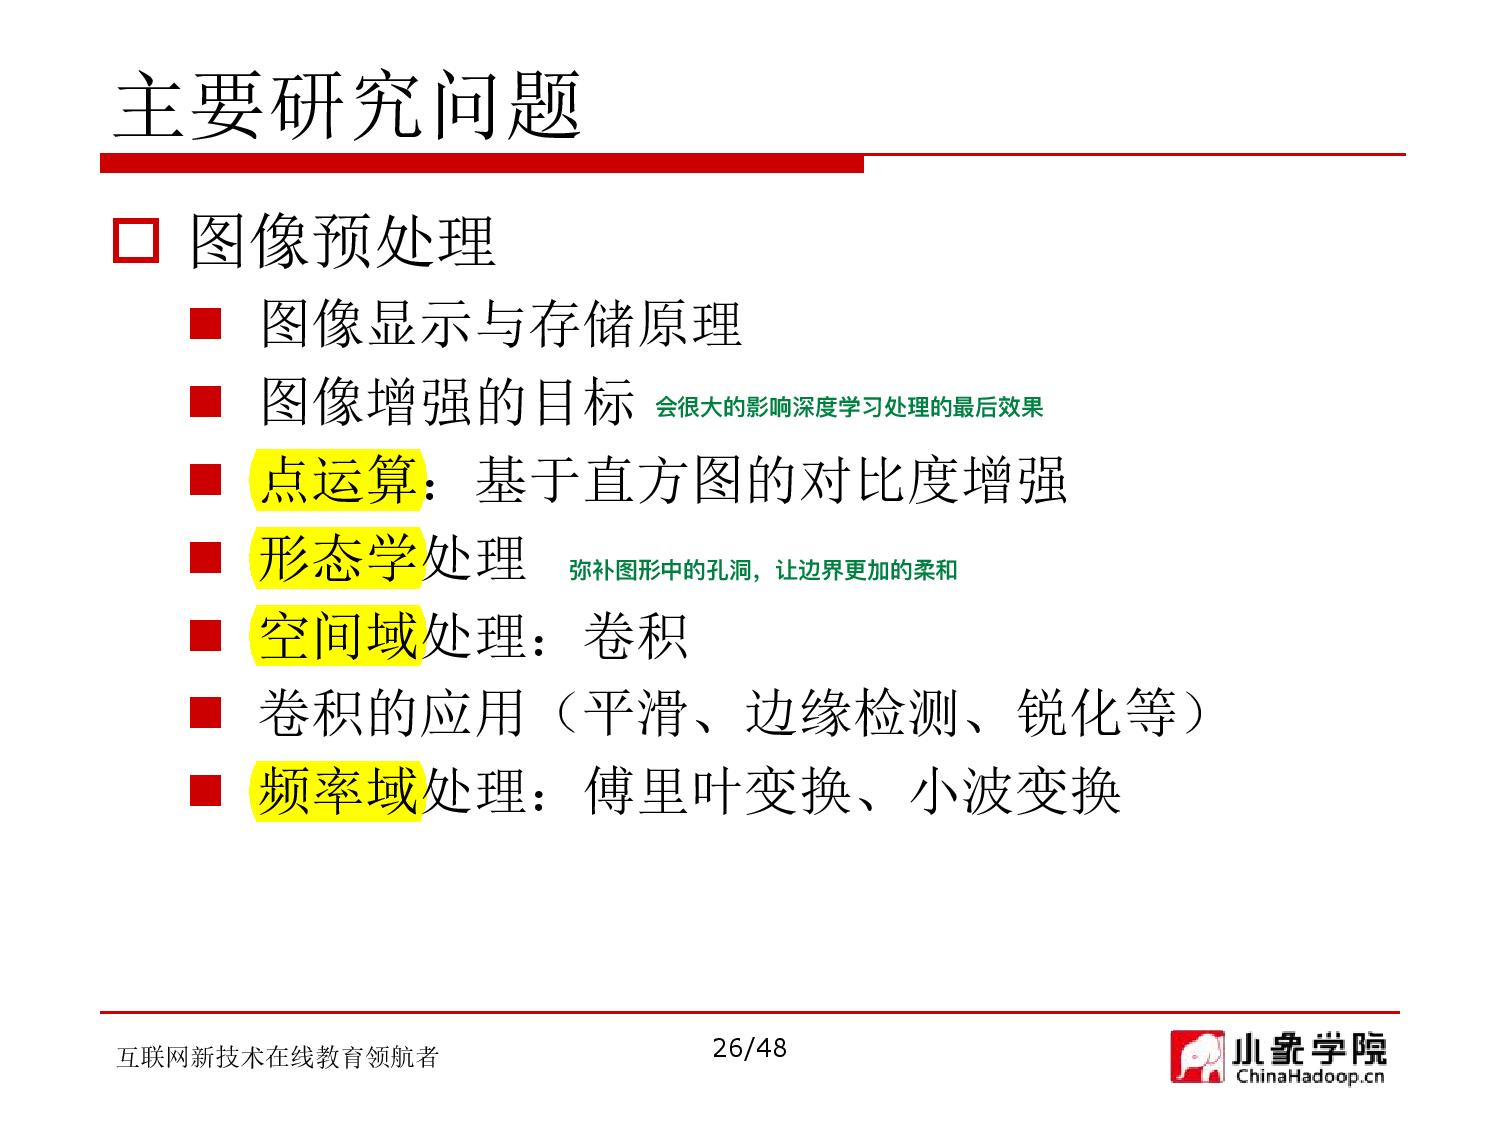 主要研究问题
图像预处理
图像显示与存储原理
图像增强的目标 会很大的影响深度学习处理的最后效果
点运算：基于直方图的对比度增强
形态学处理 弥补图形中的孔洞，让边界更加的柔和
空间域处理：卷积
卷积的应用（平滑、边缘检测、锐化等）
频率域处理：傅里叶变换、小波变换
互联网新技术在线教育领航者
26/48
小象学院
ChinaHadoop.cn